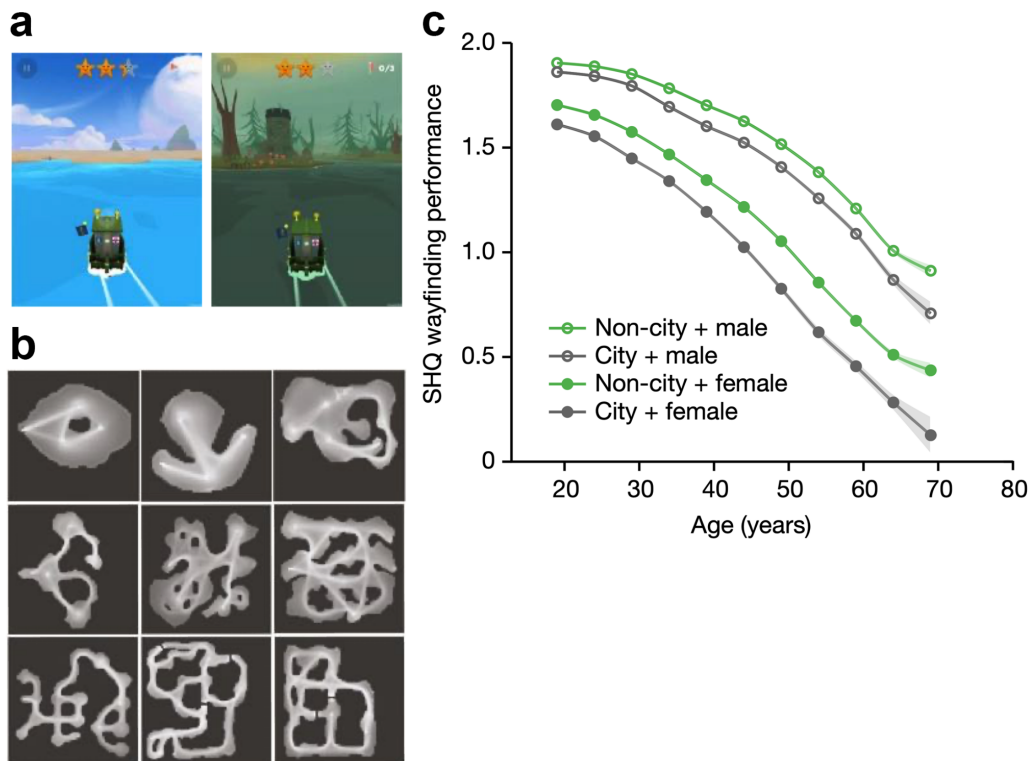 a
0/3
b
c
SHQ wayfinding performance
2.0
1.5
1.0
0.5
0
Non-city + male
City + male
Non-city + female
City + female
20 30 40 50 60 70 80
Age (years)